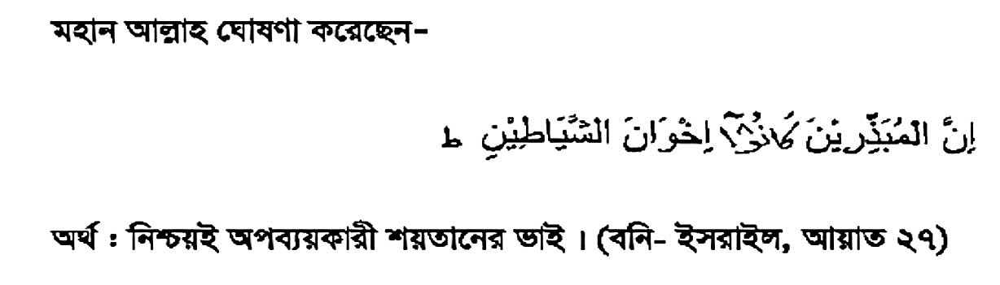 মহান আল্লাহ ঘোষণা করেছেন-
اِنَّ الْمُبَذِّرِيْنَ كَانُوْٓا اِخْوَانَ الشَّيَاطِيْنِ ط
অর্থ : নিশ্চয়ই অপব্যয়কারী শয়তানের ভাই । (বনি- ইসরাইল, আয়াত ২৭)